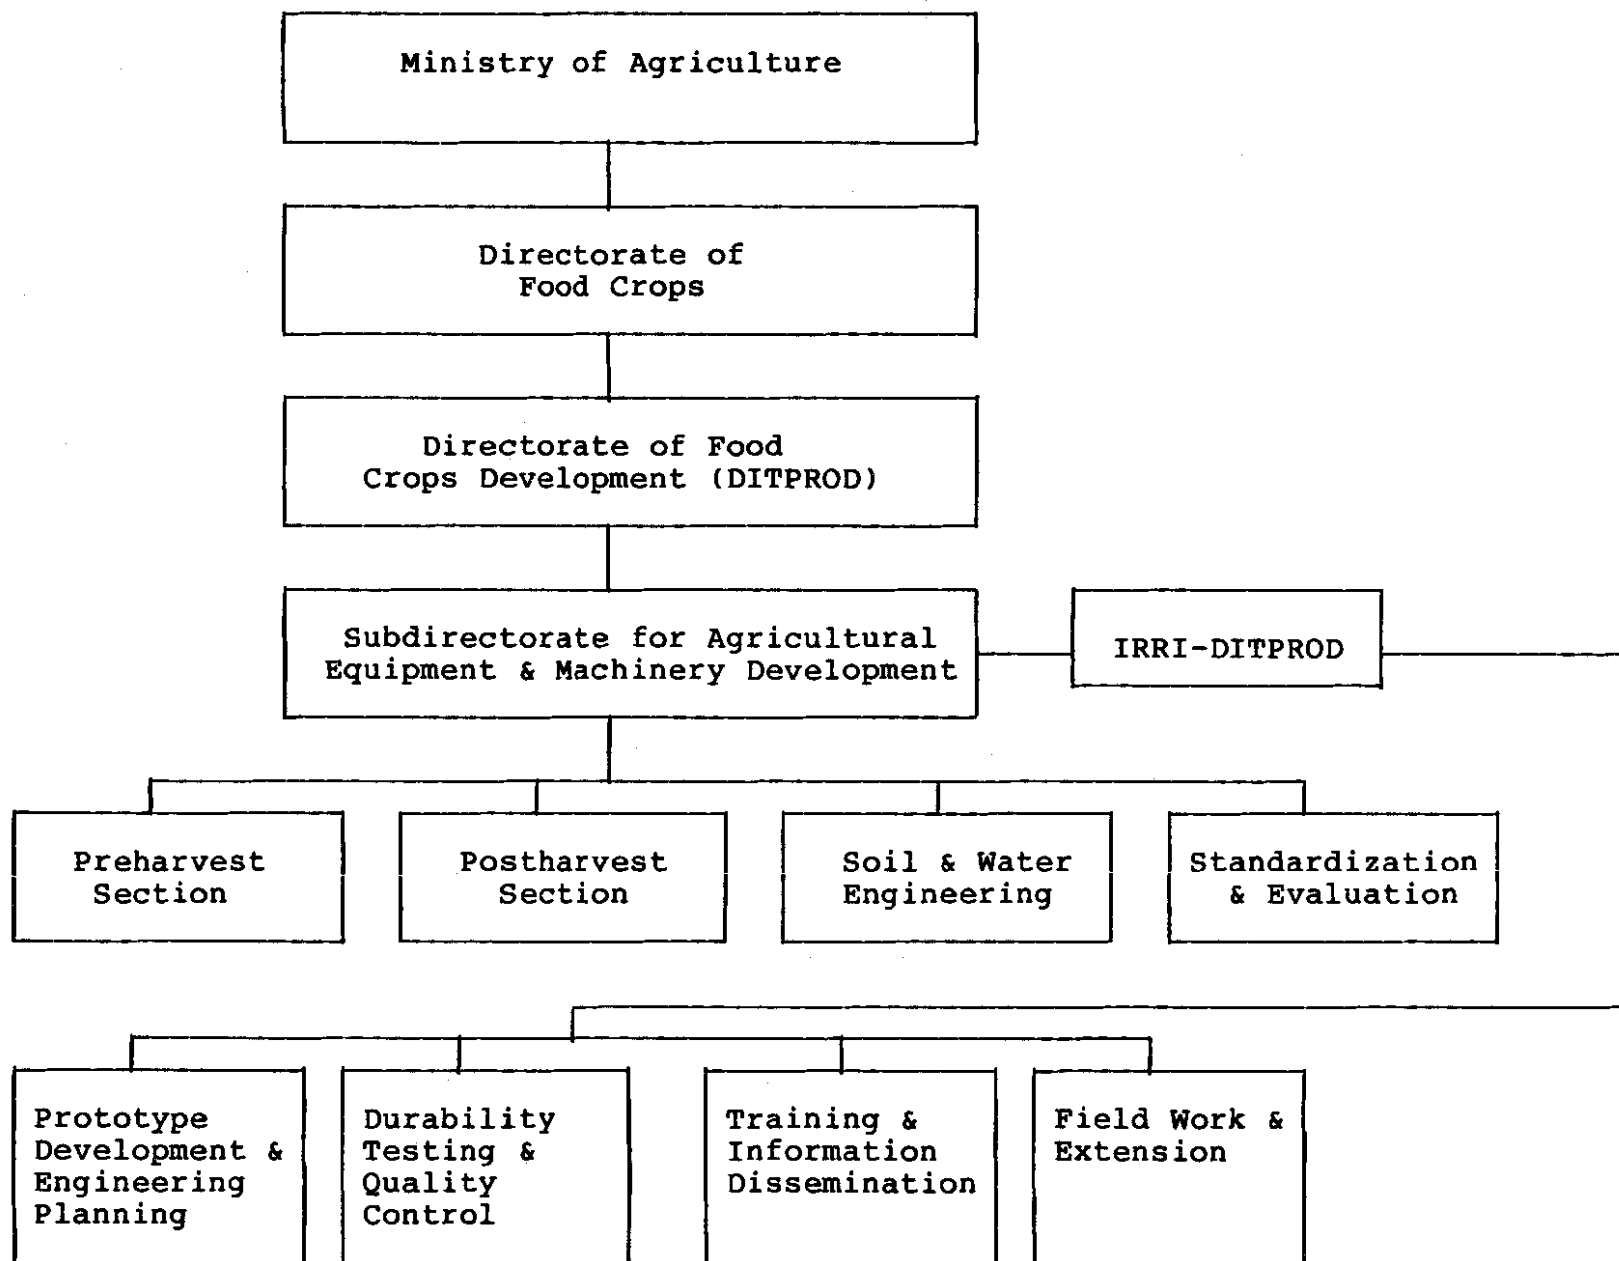 Ministry of Agriculture
Directorate of
Food Crops
Directorate of Food
Crops Development (DITPROD)
Subdirectorate for Agricultural
Equipment & Machinery Development
IRRI-DITPROD
Preharvest
Section
Postharvest
Section
Soil & Water
Engineering
Standardization
& Evaluation
Prototype
Development &
Engineering
Planning
Durability
Testing &
Quality
Control
Training &
Information
Dissemination
Field Work &
Extension